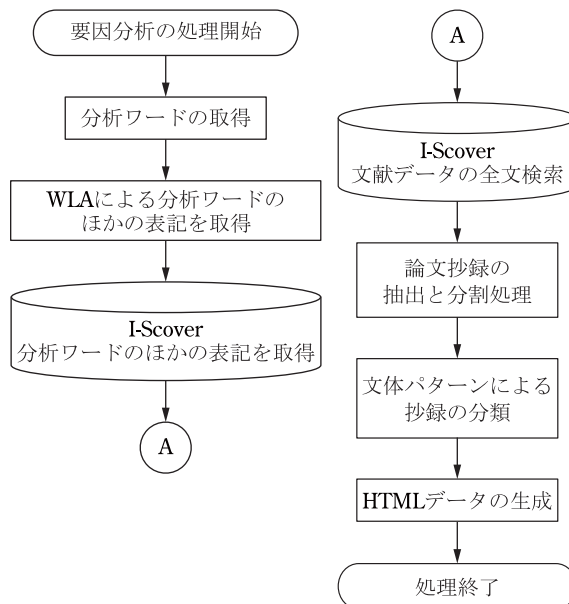 要因分析の処理開始
分析ワードの取得
WLAによる分析ワードの
ほかの表記を取得
I-Scover
分析ワードのほかの表記を取得
A
A
I-Scover
文献データの全文検索
論文抄録の
抽出と分割処理
文体パターンによる
抄録の分類
HTMLデータの生成
処理終了